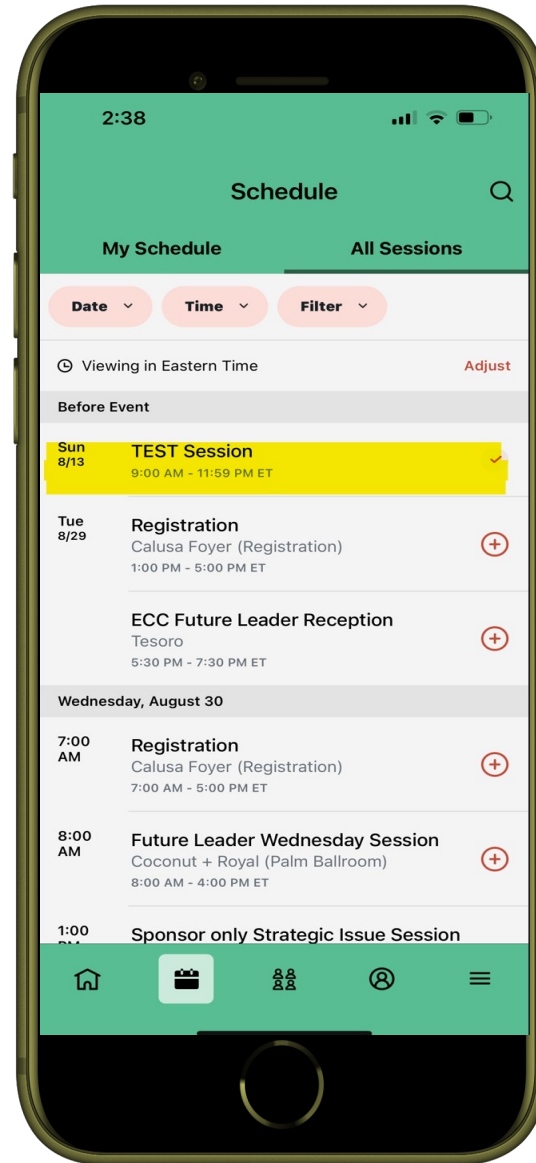 2:38
Schedule
My Schedule
All Sessions
Date
Time
Filter
Viewing in Eastern Time
Adjust
Before Event
Sun
8/13
TEST Session
9:00 AM - 11:59 PM ET
Tue
8/29
Registration
Calusa Foyer (Registration)
1:00 PM - 5:00 PM ET
ECC Future Leader Reception
Tesoro
5:30 PM - 7:30 PM ET
Wednesday, August 30
7:00
AM
Registration
Calusa Foyer (Registration)
7:00 AM - 5:00 PM ET
8:00
AM
Future Leader Wednesday Session
Coconut + Royal (Palm Ballroom)
8:00 AM - 4:00 PM ET
1:00
Sponsor only Strategic Issue Session